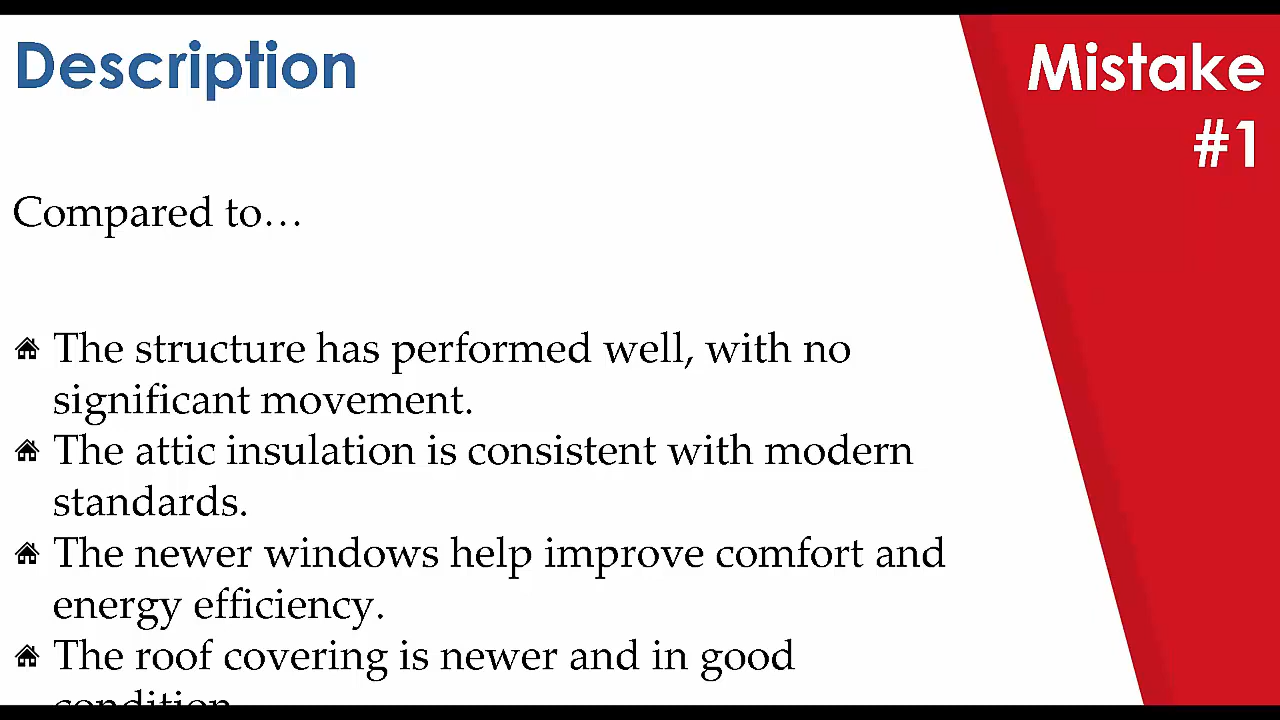 Description
Mistake
#1
Compared to…
The structure has performed well, with no
significant movement.
The attic insulation is consistent with modern
standards.
The newer windows help improve comfort and
energy efficiency.
The roof covering is newer and in good
condition